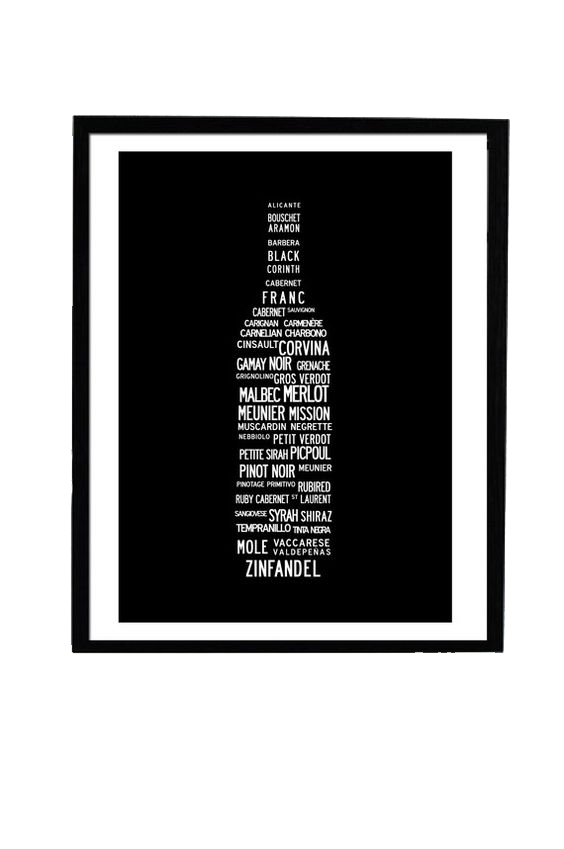 ALICANTE
BOUSCHET
ARAMON
BARBERA
BLACK
CORINTH
CABERNET
FRANC
CABERNET SAUVIGNON
CARIGNAN CARMENÈRE
CARNELIAN CHARBONO
CINSAULT CORVINA
GAMAY NOIR GRENACHE
GRIGNOLINO GROS VERDOT
MALBEC MERLOT
MEUNIER MISSION
MUSCARDIN NEGRETTE
NEBBIOLO PETIT VERDOT
PETITE SIRAH PICPOUL
PINOT NOIR MEUNIER
PINOTAGE PRIMITIVO RUBIRED
RUBY CABERNET ST LAURENT
SANGIOVESE SYRAH SHIRAZ
TEMPRANILLO TINTA NEGRA
MOLE VACCARESE
VALDEPEÑAS
ZINFANDEL